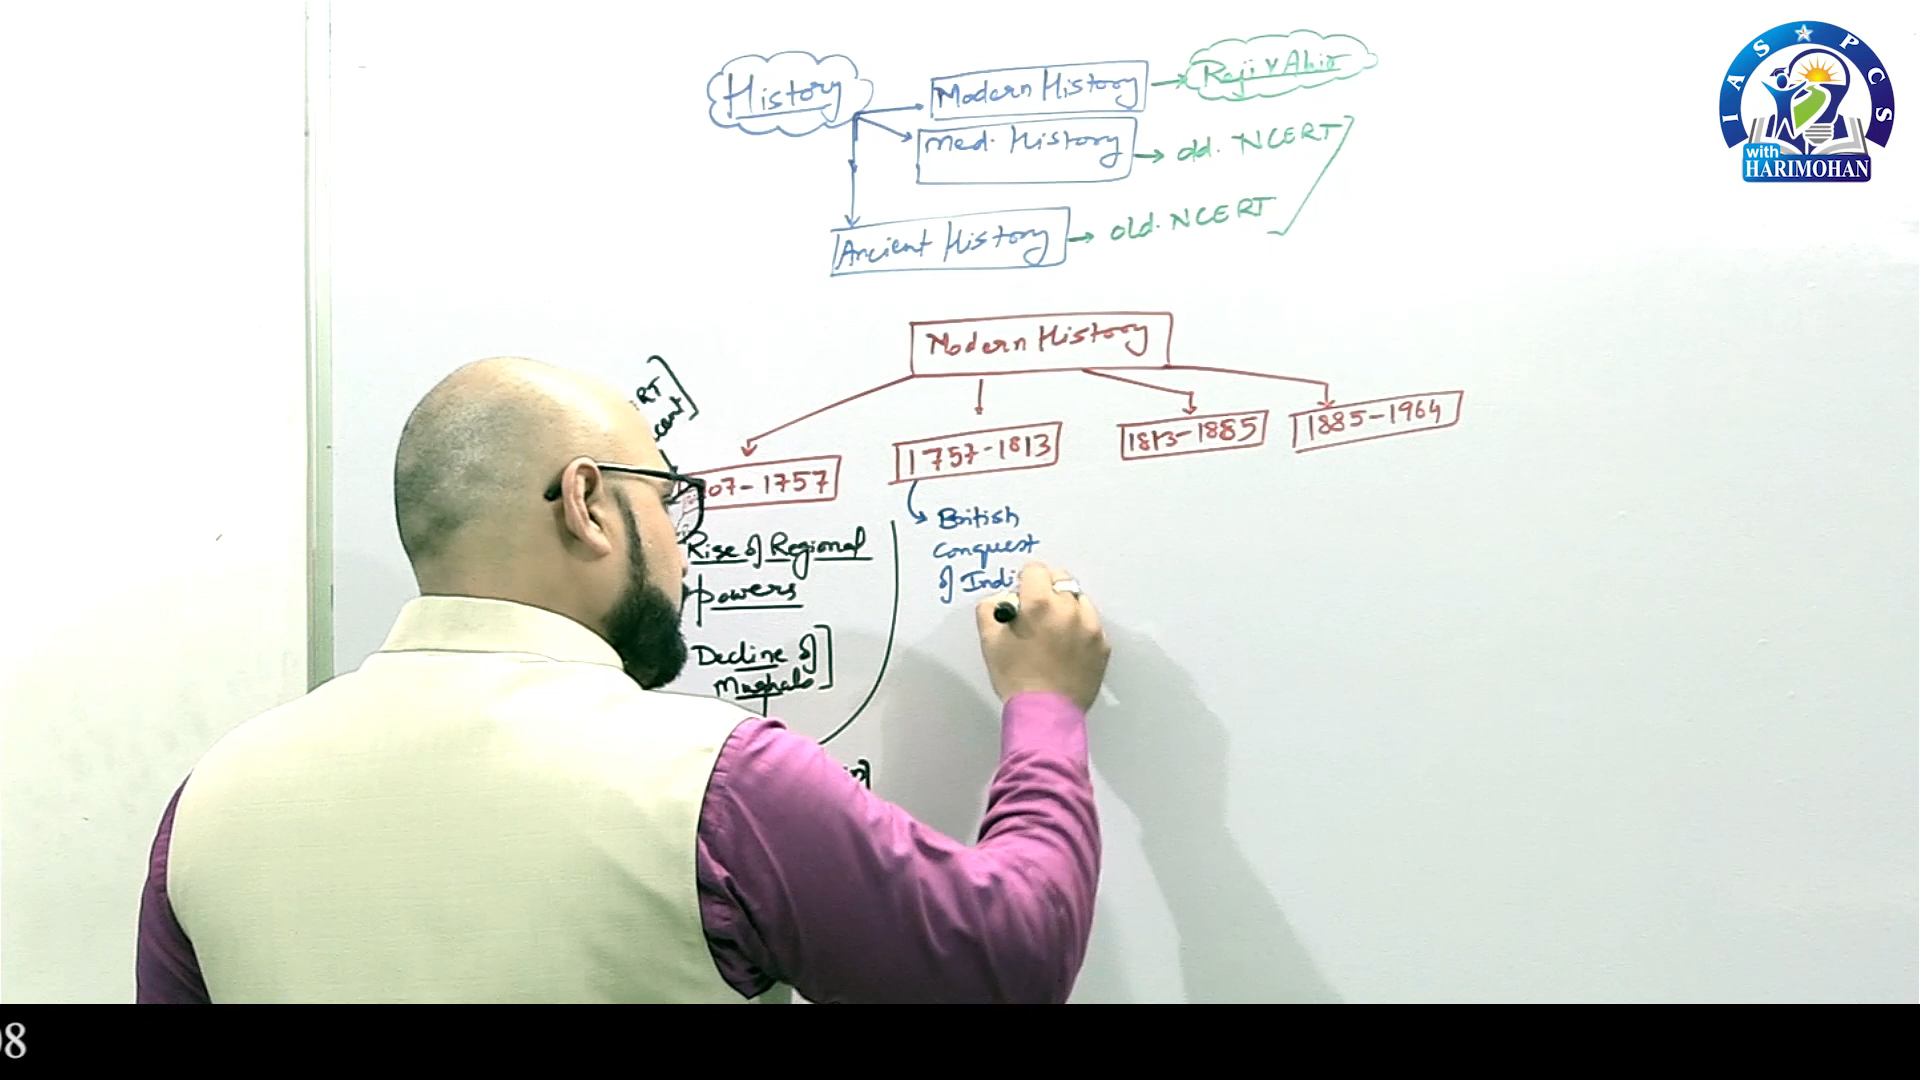 IAS PCS
with
HARIMOHAN
History
Modern History
Rajiv Ahir
Med. History
old. NCERT
Ancient History
old. NCERT
Modern History
07-1757
1757-1813
1813-1885
1885-1964
Rise of Regional
Powers
Decline of
Mughals
British
Conquest
of Indi
08